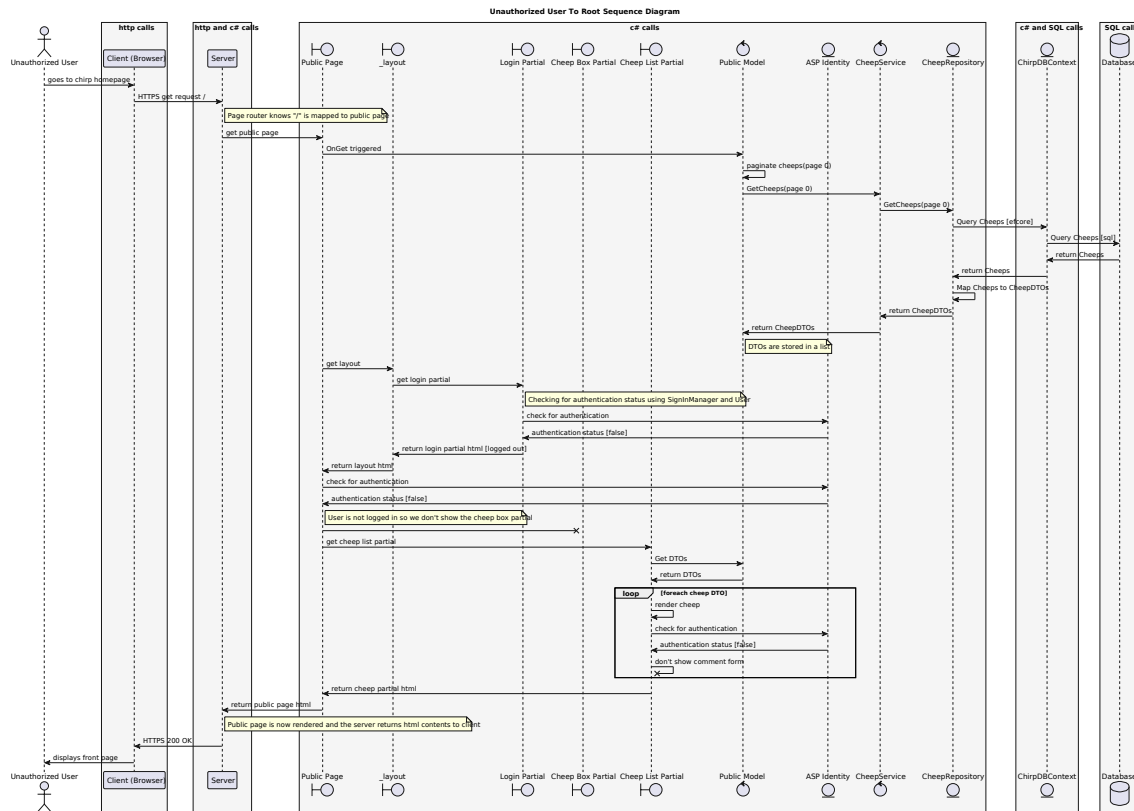 Unauthorized User To Root Sequence Diagram
http calls
http and c# calls
c# calls
c# and SQL calls
SQL call
Unauthorized User
Client (Browser)
Server
Public Page
_layout
Login Partial
Cheep Box Partial
Cheep List Partial
Public Model
ASP Identity
CheepService
CheepRepository
ChirpDBContext
Database
goes to chirp homepage
HTTPS get request /
Page router knows "/" is mapped to public page
get public page
OnGet triggered
paginate cheeps(page 0)
GetCheeps(page 0)
GetCheeps(page 0)
Query Cheeps [efcore]
Query Cheeps [sql]
return Cheeps
return Cheeps
Map Cheeps to CheepDTOs
return CheepDTOs
return CheepDTOs
DTOs are stored in a list
get layout
get login partial
Checking for authentication status using SignInManager and User
check for authentication
authentication status [false]
return login partial html [logged out]
return layout html
check for authentication
authentication status [false]
User is not logged in so we don't show the cheep box partial
get cheep list partial
Get DTOs
return DTOs
loop
[foreach cheep DTO]
render cheep
check for authentication
authentication status [false]
don't show comment form
return cheep partial html
return public page html
Public page is now rendered and the server returns html contents to client
HTTPS 200 OK
displays front page
Unauthorized User
Client (Browser)
Server
Public Page
_layout
Login Partial
Cheep Box Partial
Cheep List Partial
Public Model
ASP Identity
CheepService
CheepRepository
ChirpDBContext
Database